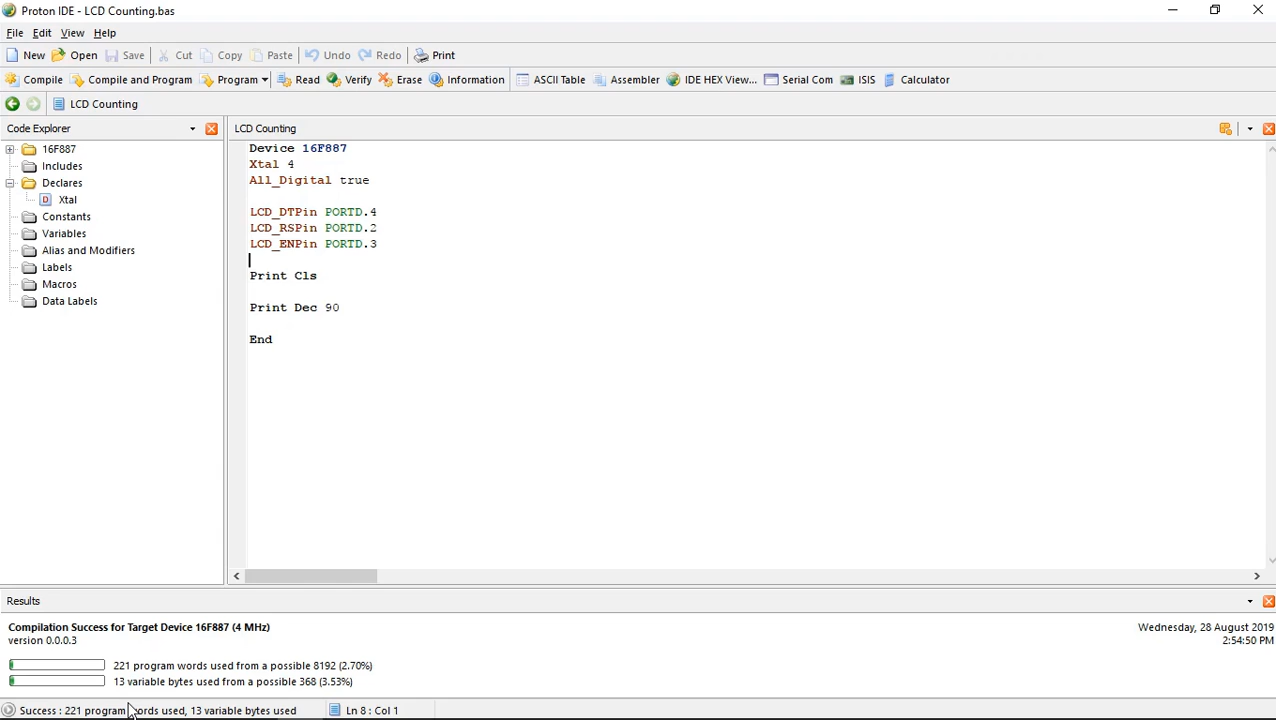 Proton IDE - LCD Counting.bas
File Edit View Help
New Open Save Cut Copy Paste Undo Redo Print
Compile Compile and Program Program Read Verify Erase Information ASCII Table Assembler IDE HEX View... Serial Com ISIS Calculator
LCD Counting
Code Explorer
16F887
Includes
Declares
D Xtal
Constants
Variables
Alias and Modifiers
Labels
Macros
Data Labels
LCD Counting
Device 16F887
Xtal 4
All_Digital true
LCD_DTPin PORTD.4
LCD_RSPin PORTD.2
LCD_ENPin PORTD.3
Print Cls
Print Dec 90
End
Results
Compilation Success for Target Device 16F887 (4 MHz)
version 0.0.0.3
Wednesday, 28 August 2019
2:54:50 PM
221 program words used from a possible 8192 (2.70%)
13 variable bytes used from a possible 368 (3.53%)
Success : 221 program words used, 13 variable bytes used Ln 8 : Col 1